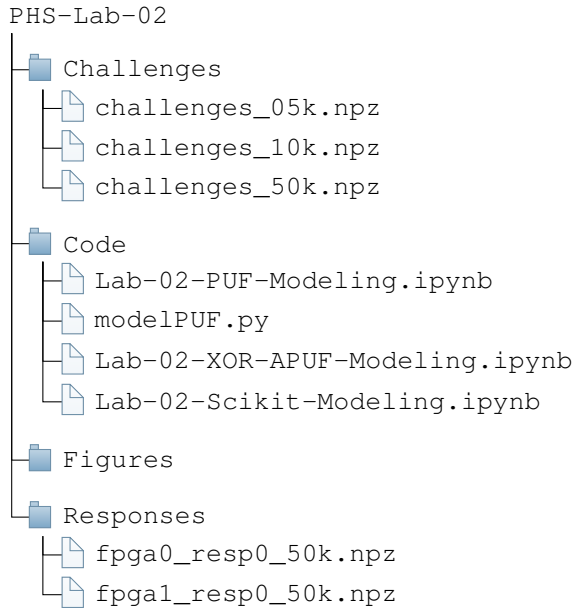 PHS-Lab-02
Challenges
challenges_05k.npz
challenges_10k.npz
challenges_50k.npz
Code
Lab-02-PUF-Modeling.ipynb
modelPUF.py
Lab-02-XOR-APUF-Modeling.ipynb
Lab-02-Scikit-Modeling.ipynb
Figures
Responses
fpga0_resp0_50k.npz
fpga1_resp0_50k.npz